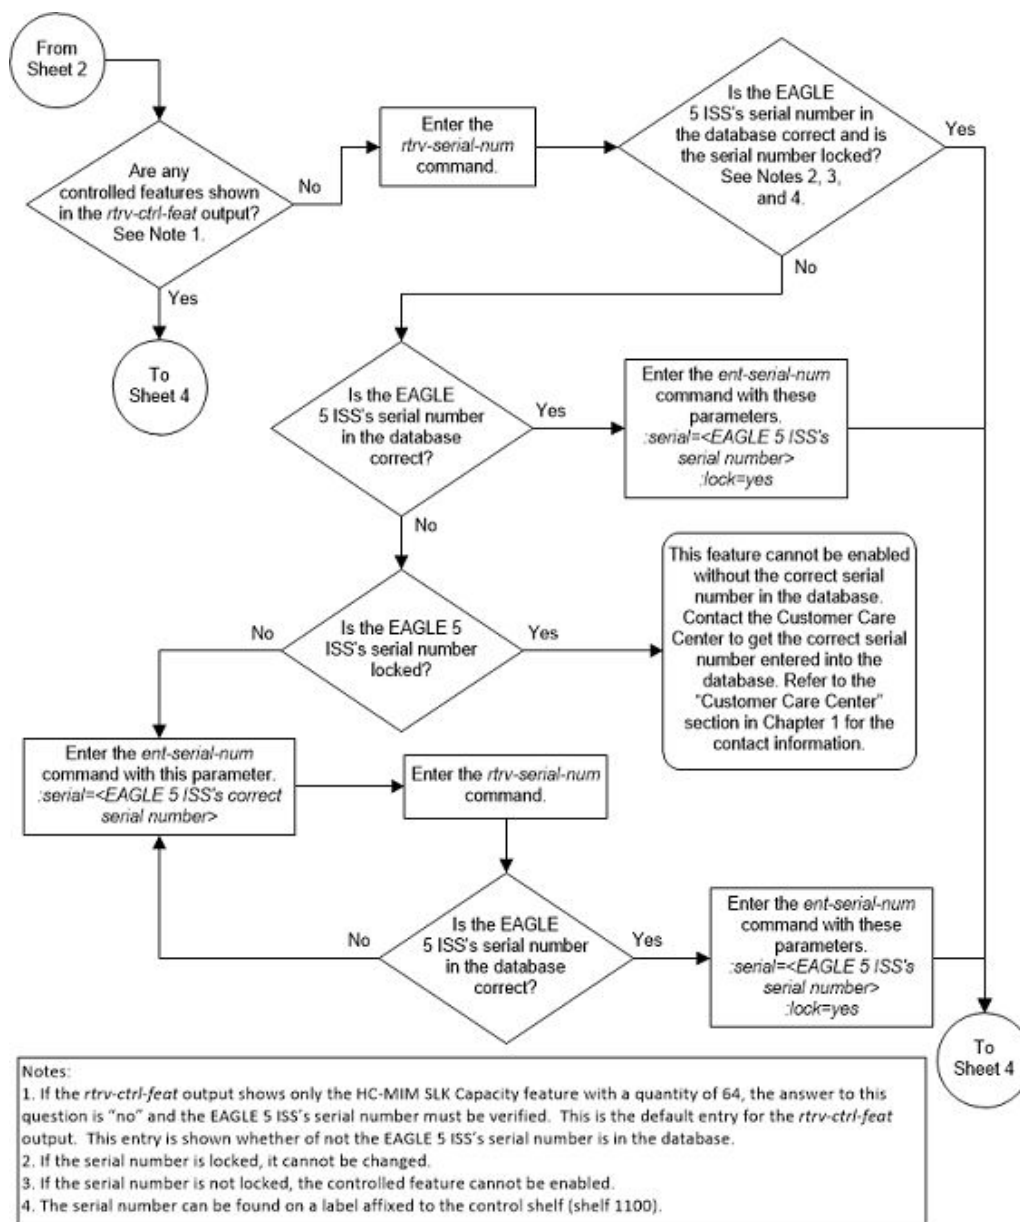 From
Sheet 2
Are any
controlled features shown
in the rtrv-ctrl-feat output?
See Note 1.
No
Yes
To
Sheet 4
Enter the
rtrv-serial-num
command.
Is the EAGLE
5 ISS's serial number in
the database correct and is
the serial number locked?
See Notes 2, 3,
and 4.
Yes
No
Is the EAGLE
5 ISS's serial number
in the database
correct?
Yes
No
Enter the ent-serial-num
command with these
parameters.
:serial=<EAGLE 5 ISS's
serial number>
:lock=yes
Is the EAGLE 5
ISS's serial number
locked?
No
Yes
This feature cannot be enabled
without the correct serial
number in the database.
Contact the Customer Care
Center to get the correct serial
number entered into the
database. Refer to the
"Customer Care Center"
section in Chapter 1 for the
contact information.
Enter the ent-serial-num
command with this parameter.
:serial=<EAGLE 5 ISS's correct
serial number>
Enter the rtrv-serial-num
command.
Is the EAGLE
5 ISS's serial number
in the database
correct?
No
Yes
Enter the ent-serial-num
command with these
parameters.
:serial=<EAGLE 5 ISS's
serial number>
:lock=yes
To
Sheet 4
Notes:
1. If the rtrv-ctrl-feat output shows only the HC-MIM SLK Capacity feature with a quantity of 64, the answer to this
question is "no" and the EAGLE 5 ISS's serial number must be verified. This is the default entry for the rtrv-ctrl-feat
output. This entry is shown whether of not the EAGLE 5 ISS's serial number is in the database.
2. If the serial number is locked, it cannot be changed.
3. If the serial number is not locked, the controlled feature cannot be enabled.
4. The serial number can be found on a label affixed to the control shelf (shelf 1100).